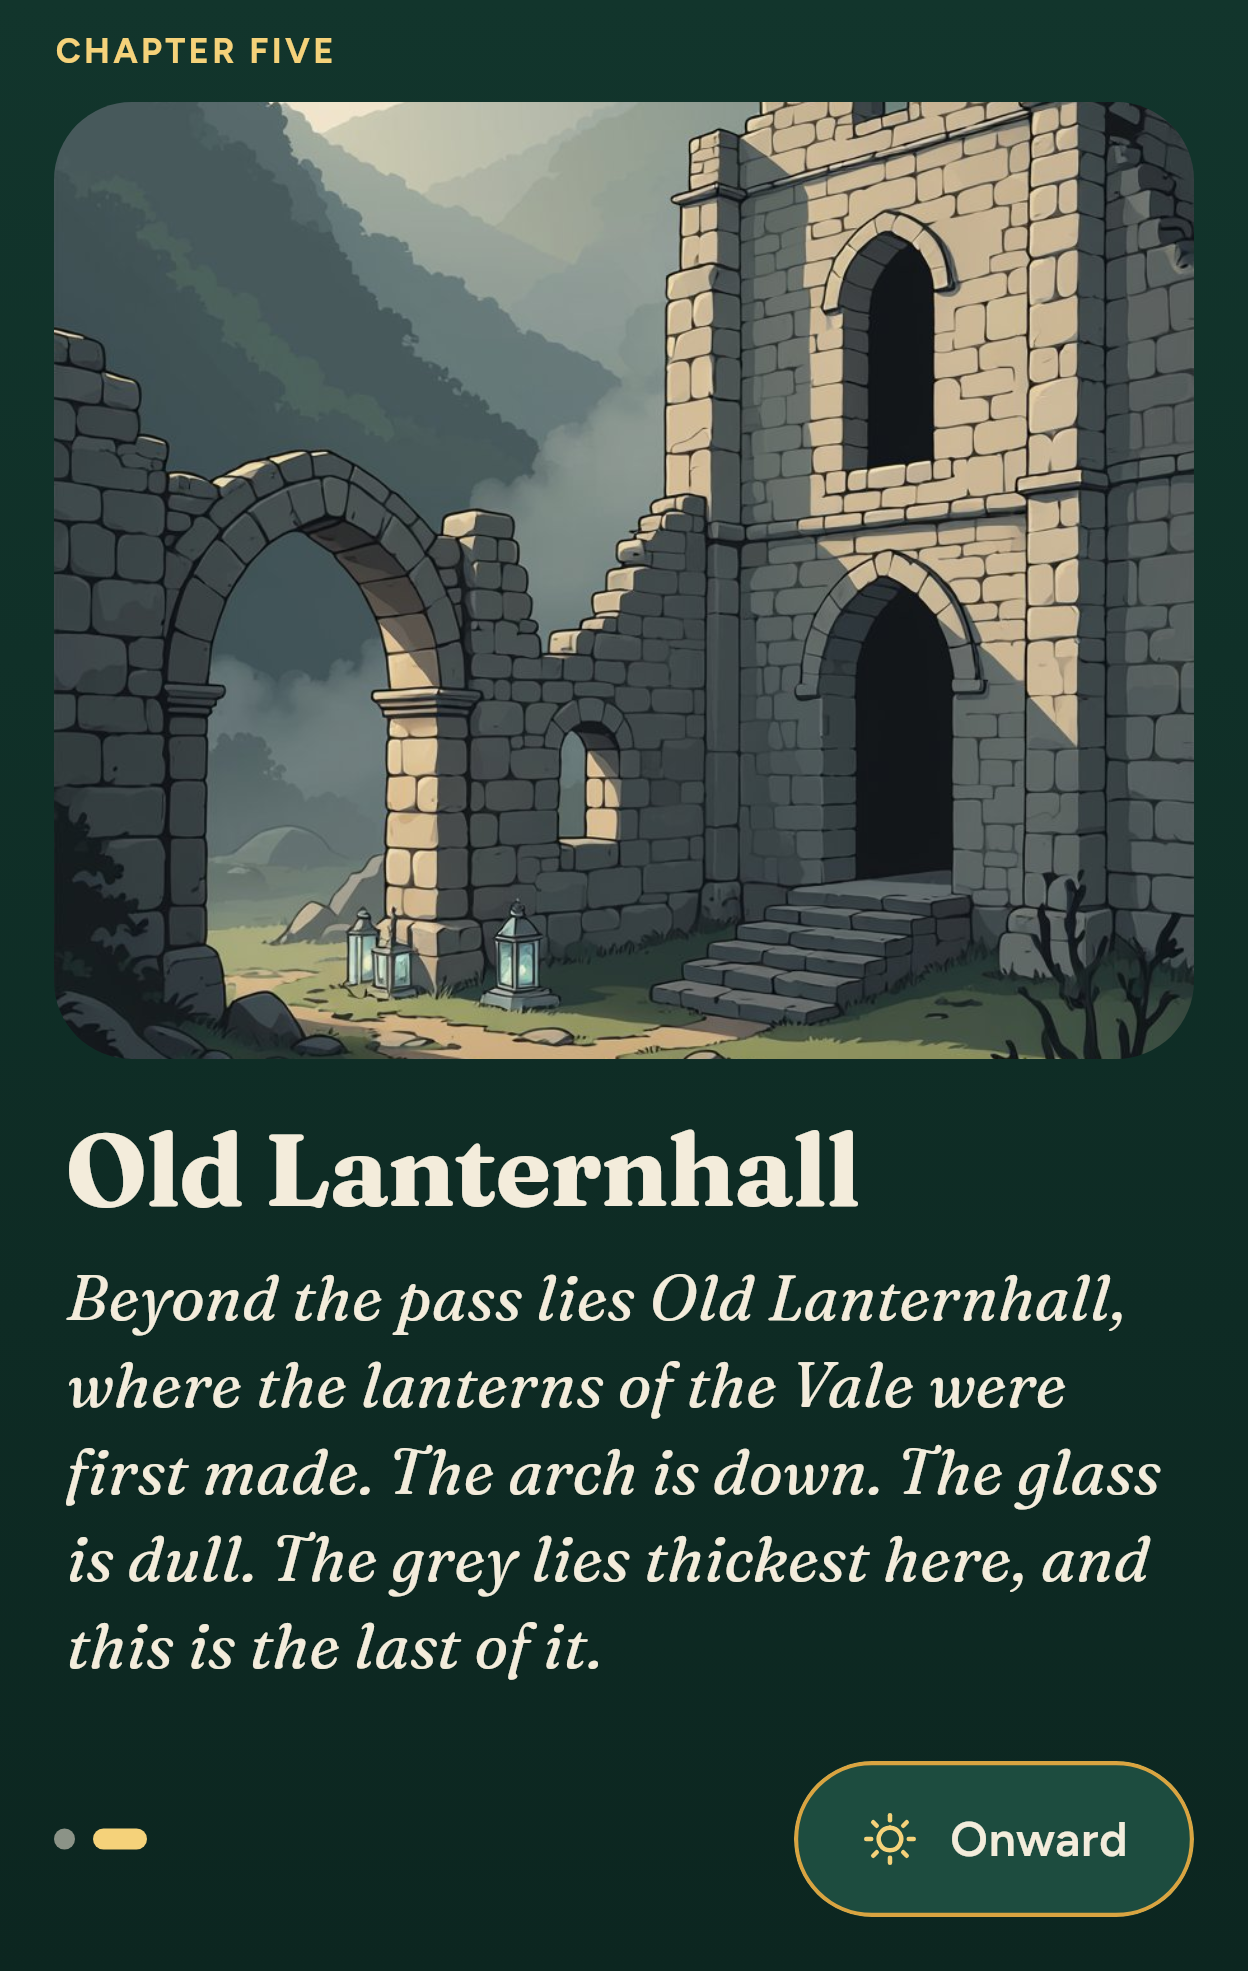 CHAPTER FIVE
Old Lanternhall
Beyond the pass lies Old Lanternhall,
where the lanterns of the Vale were
first made. The arch is down. The glass
is dull. The grey lies thickest here, and
this is the last of it.
Onward